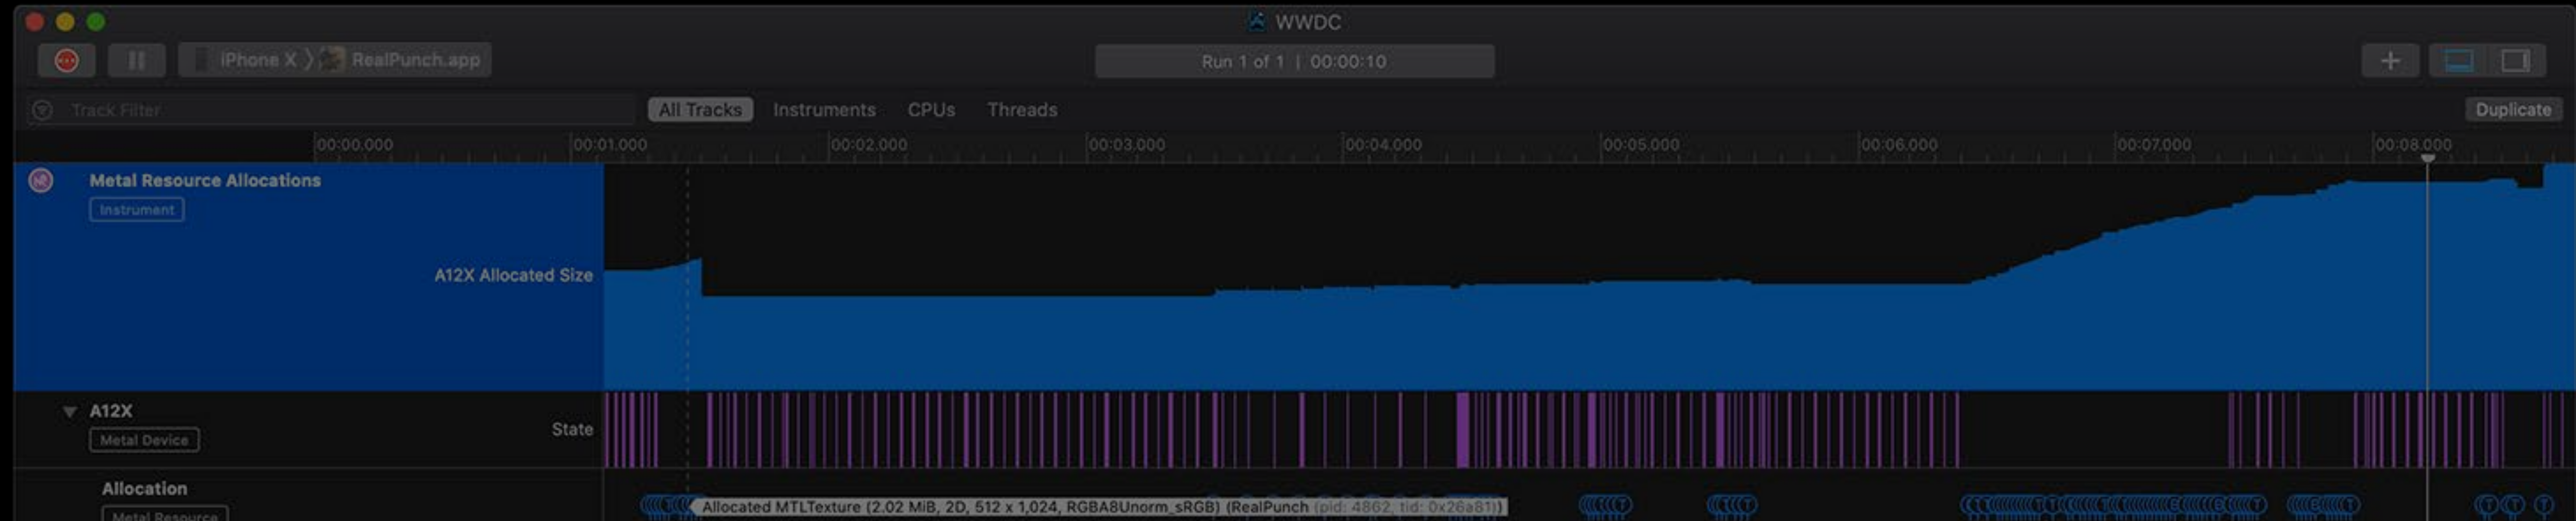 WWDC
iPhone X 〉 RealPunch.app
Run 1 of 1 | 00:00:10
Track Filter
All Tracks Instruments CPUs Threads
Duplicate
00:00.000 00:01.000 00:02.000 00:03.000 00:04.000 00:05.000 00:06.000 00:07.000 00:08.000
Metal Resource Allocations
Instrument
A12X Allocated Size
A12X
Metal Device
State
Allocation
Metal Resource
Allocated MTLTexture (2.02 MiB, 2D, 512 x 1,024, RGBA8Unorm_sRGB) (RealPunch (pid: 4862, tid: 0x26a81))